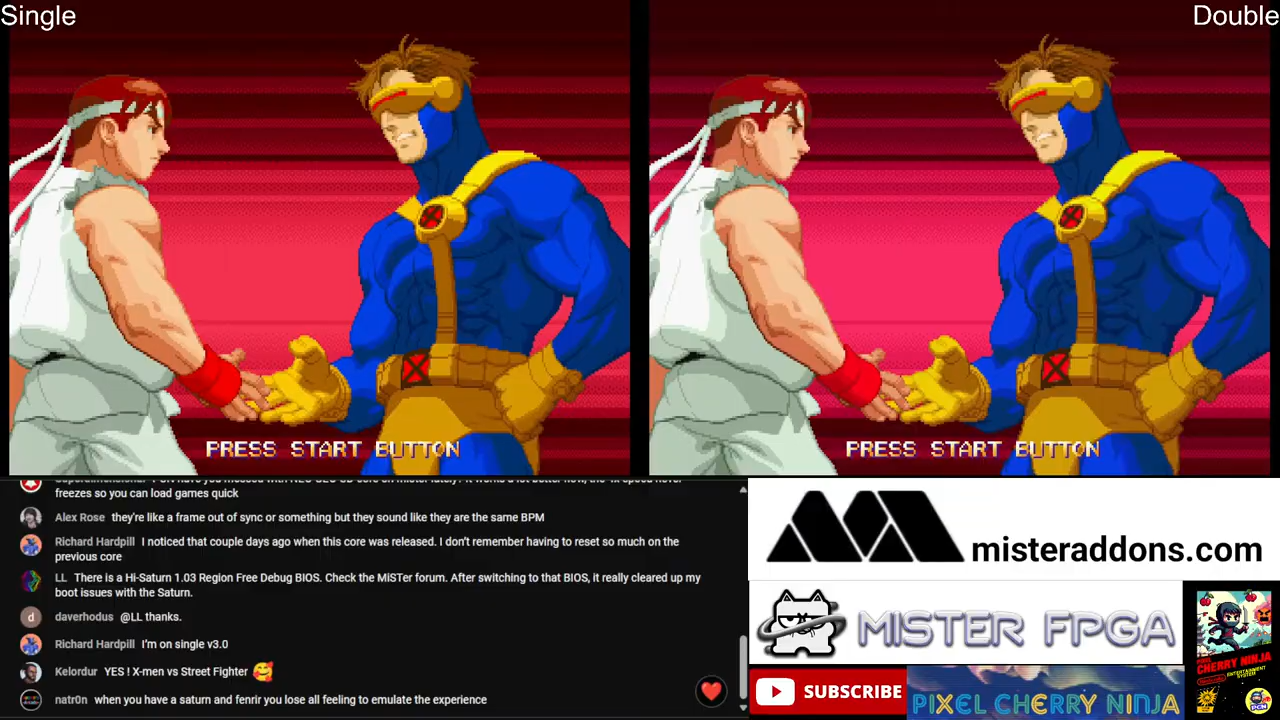 Single
Double
PRESS START BUTTON
PRESS START BUTTON
freezes so you can load games quick
Alex Rose they're like a frame out of sync or something but they sound like they are the same BPM
Richard Hardpill I noticed that couple days ago when this core was released. I don't remember having to reset so much on the
previous core
LL There is a Hi-Saturn 1.03 Region Free Debug BIOS. Check the MiSTer forum. After switching to that BIOS, it really cleared up my
boot issues with the Saturn.
d
daverhodus @LL thanks.
Richard Hardpill I'm on single v3.0
Kelordur YES ! X-men vs Street Fighter
natr0n when you have a saturn and fenrir you lose all feeling to emulate the experience
misteraddons.com
MISTER FPGA
SUBSCRIBE
PIXEL CHERRY NINJA
PIXEL
CHERRY NINJA
ENTERTAINMENT
SYSTEM
PCN